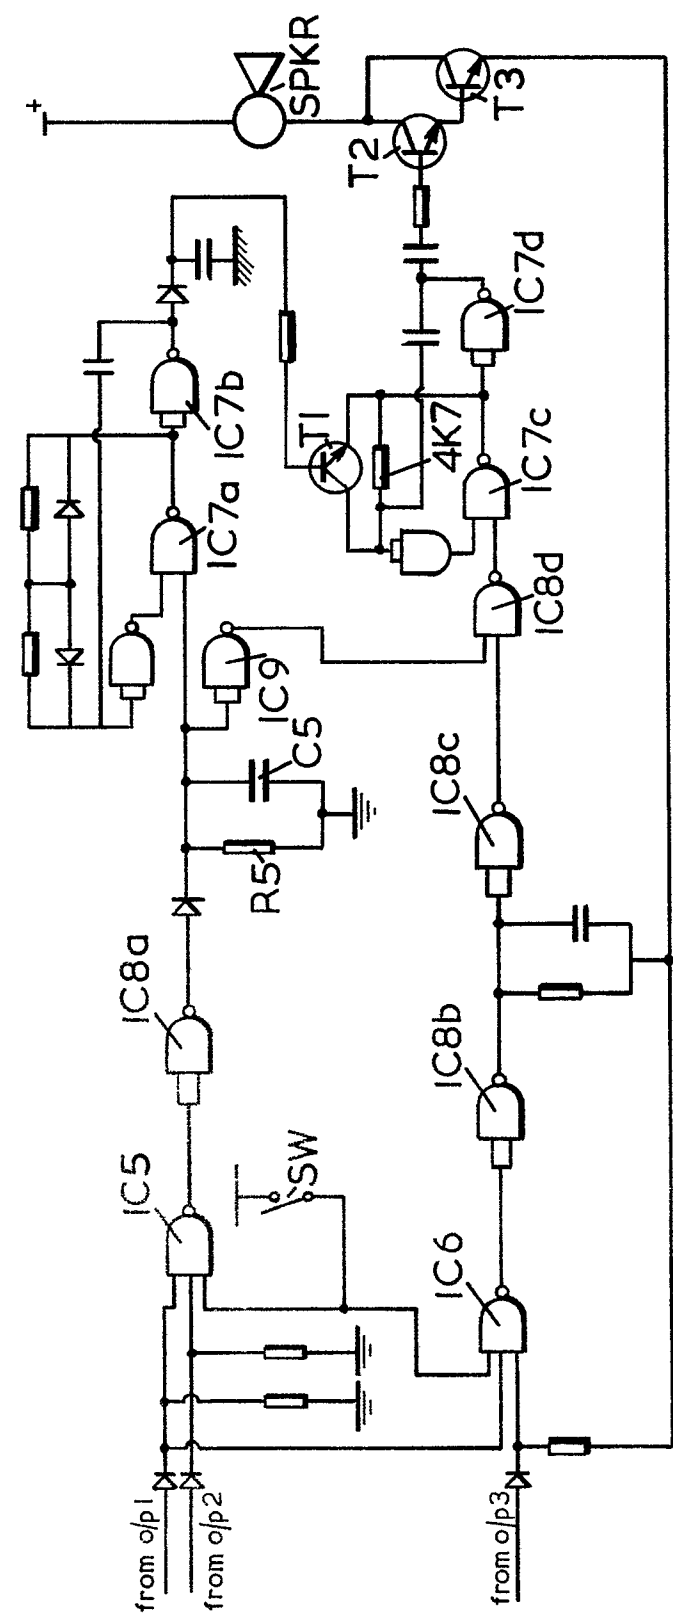 +
SPKR
T3
T2
IC7d
IC7b
T1
4K7
IC7c
IC7a
IC8d
IC9
C5
IC8c
R5
IC8a
IC8b
IC5
SW
IC6
from o/p1
from o/p2
from o/p3